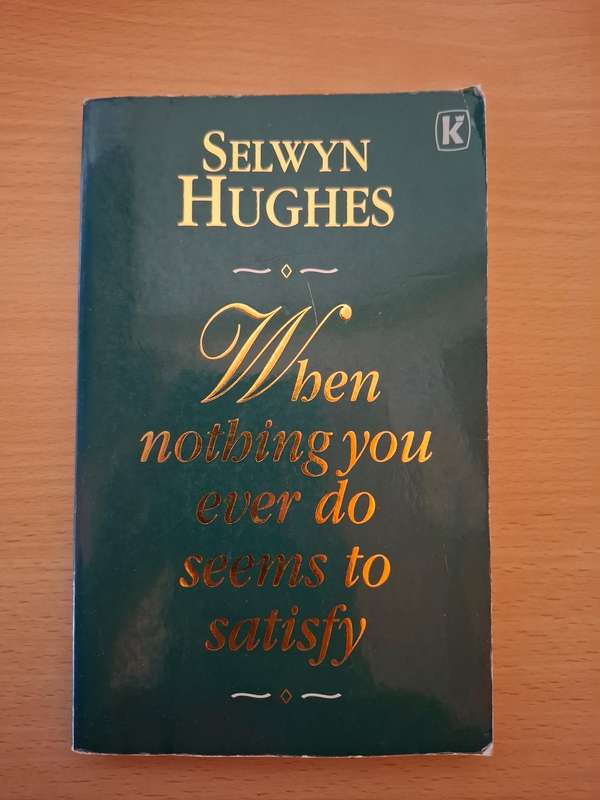 K
SELWYN
HUGHES
When
nothing you
ever do
seems to
satisfy